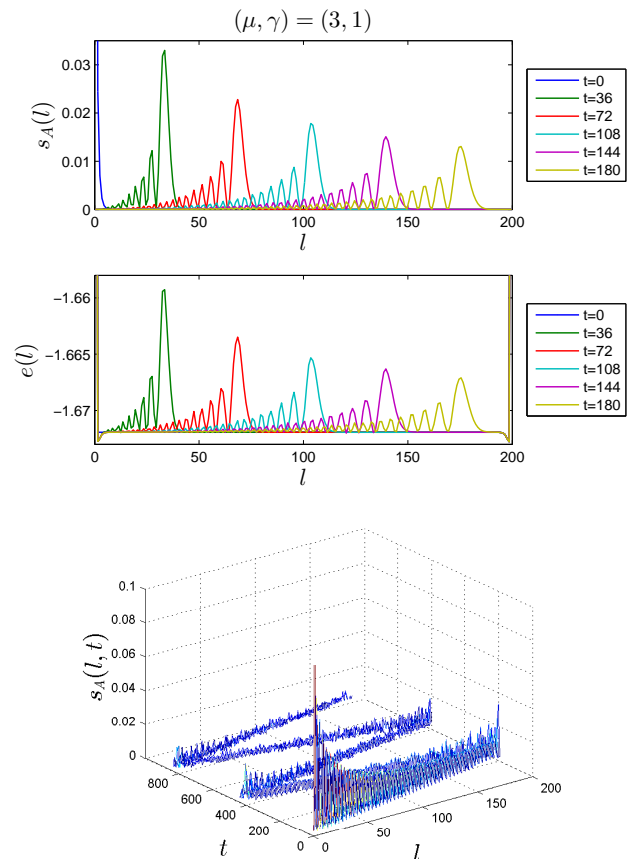 (μ, γ) = (3, 1)
0.03
0.02
0.01
0
s_A(l)
0 50 100 150 200
l
t=0
t=36
t=72
t=108
t=144
t=180
−1.66
−1.665
−1.67
e(l)
0 50 100 150 200
l
t=0
t=36
t=72
t=108
t=144
t=180
0.1
0.08
0.06
0.04
0.02
0
s_A(l, t)
800
600
400
200
0
t
0
50
100
150
200
l